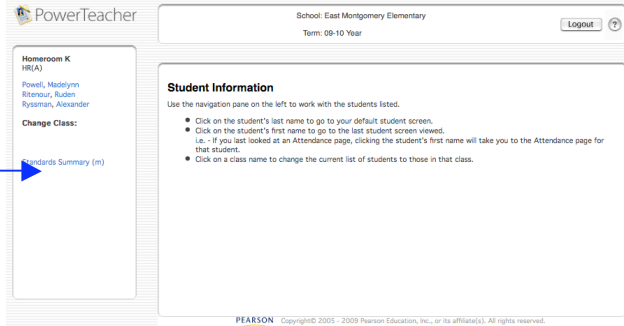 PowerTeacher
School: East Montgomery Elementary
Term: 09-10 Year
Logout
?
Homeroom K
HR(A)
Powell, Madelynn
Ritenour, Ruden
Ryssman, Alexander
Change Class:
Standards Summary (m)
Student Information
Use the navigation pane on the left to work with the students listed.
Click on the student's last name to go to your default student screen.
Click on the student's first name to go to the last student screen viewed.
i.e. - If you last looked at an Attendance page, clicking the student's first name will take you to the Attendance page for
that student.
Click on a class name to change the current list of students to those in that class.
PEARSON Copyright© 2005 - 2009 Pearson Education, Inc., or its affiliate(s). All rights reserved.